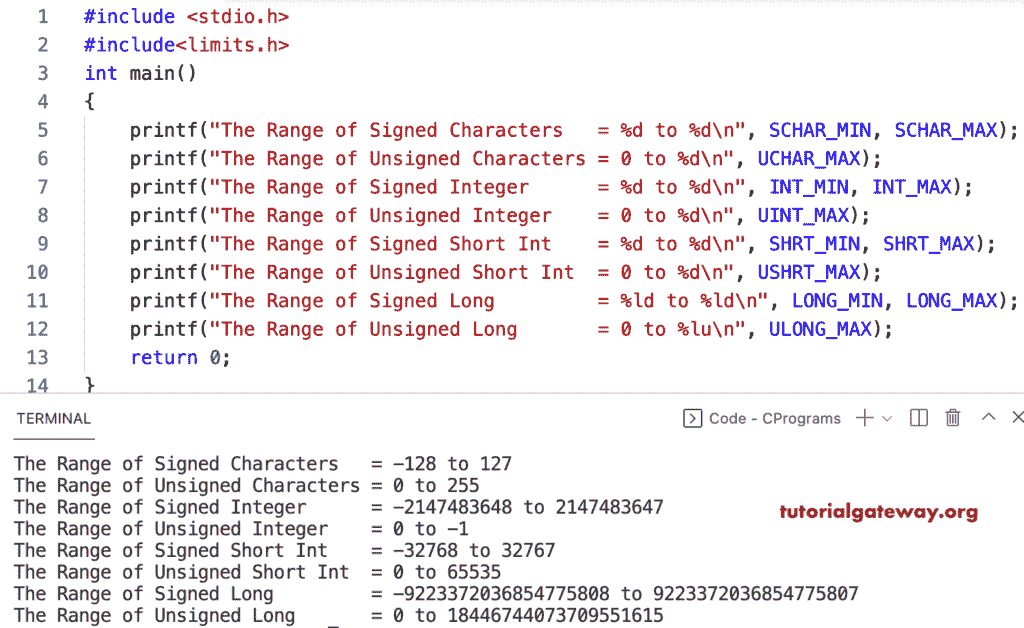 1 #include <stdio.h>
2 #include<limits.h>
3 int main()
4 {
5 printf("The Range of Signed Characters   = %d to %d\n", SCHAR_MIN, SCHAR_MAX);
6 printf("The Range of Unsigned Characters = 0 to %d\n", UCHAR_MAX);
7 printf("The Range of Signed Integer      = %d to %d\n", INT_MIN, INT_MAX);
8 printf("The Range of Unsigned Integer    = 0 to %d\n", UINT_MAX);
9 printf("The Range of Signed Short Int    = %d to %d\n", SHRT_MIN, SHRT_MAX);
10 printf("The Range of Unsigned Short Int  = 0 to %d\n", USHRT_MAX);
11 printf("The Range of Signed Long         = %ld to %ld\n", LONG_MIN, LONG_MAX);
12 printf("The Range of Unsigned Long       = 0 to %lu\n", ULONG_MAX);
13 return 0;
14 }
TERMINAL
Code - CPrograms
The Range of Signed Characters   = -128 to 127
The Range of Unsigned Characters = 0 to 255
The Range of Signed Integer      = -2147483648 to 2147483647
tutorialgateway.org
The Range of Unsigned Integer    = 0 to -1
The Range of Signed Short Int    = -32768 to 32767
The Range of Unsigned Short Int  = 0 to 65535
The Range of Signed Long         = -9223372036854775808 to 9223372036854775807
The Range of Unsigned Long   _   = 0 to 18446744073709551615